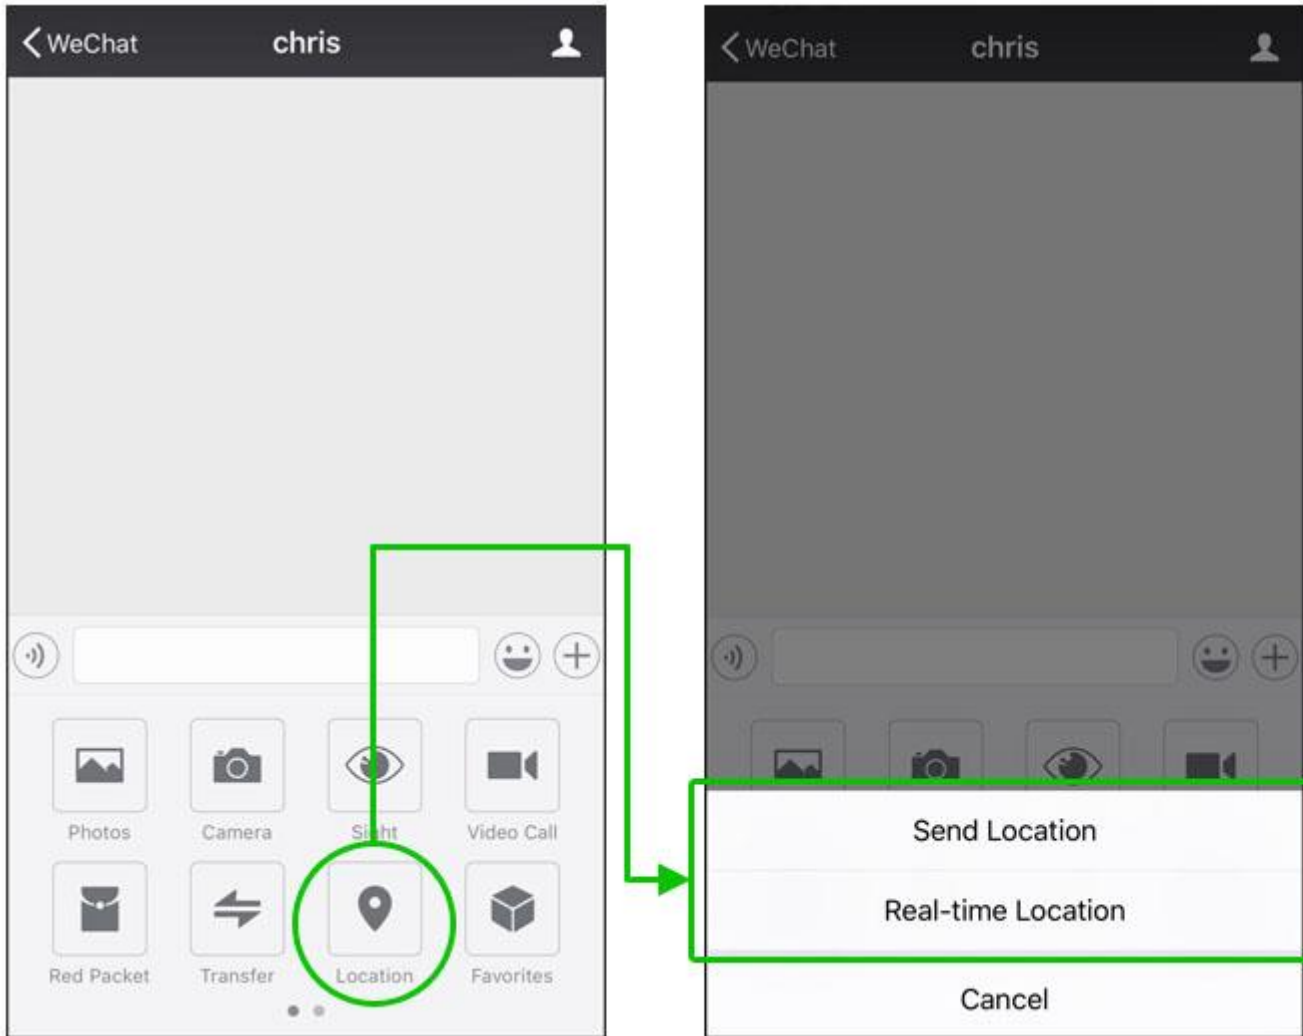 WeChat chris
Photos Camera Sight Video Call
Red Packet Transfer Location Favorites
WeChat chris
Send Location
Real-time Location
Cancel